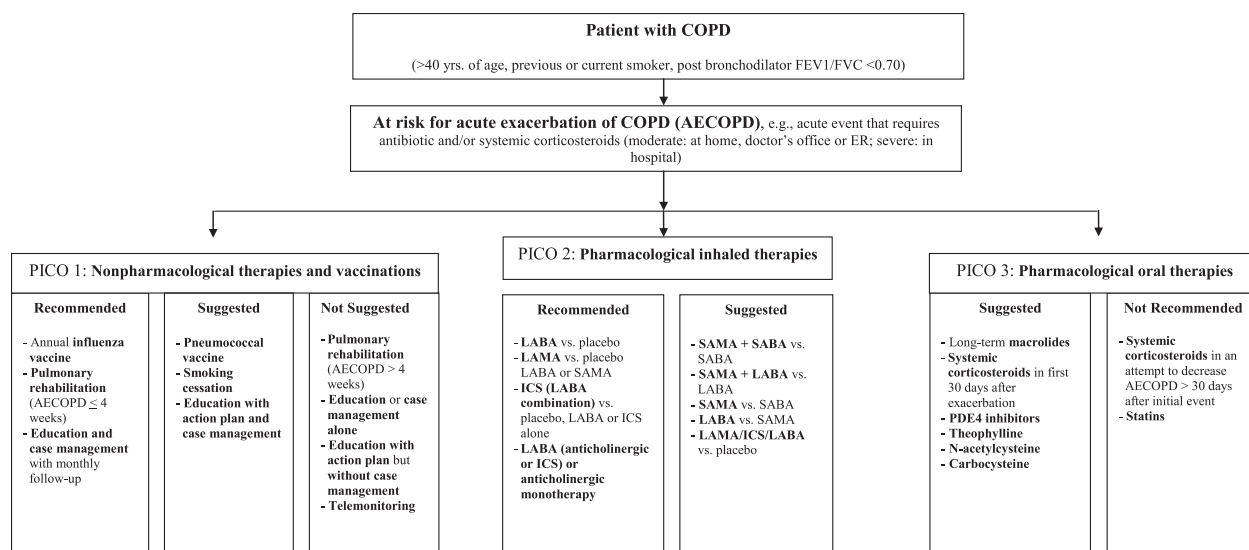 Patient with COPD
(>40 yrs. of age, previous or current smoker, post bronchodilator FEV1/FVC <0.70)
At risk for acute exacerbation of COPD (AECOPD), e.g., acute event that requires
antibiotic and/or systemic corticosteroids (moderate: at home, doctor's office or ER; severe: in
hospital)
PICO 1: Nonpharmacological therapies and vaccinations
Recommended
- Annual influenza
vaccine
- Pulmonary
rehabilitation
(AECOPD ≤ 4
weeks)
- Education and
case management
with monthly
follow-up
Suggested
- Pneumococcal
vaccine
- Smoking
cessation
- Education with
action plan and
case management
Not Suggested
- Pulmonary
rehabilitation
(AECOPD > 4
weeks)
- Education or case
management
alone
- Education with
action plan but
without case
management
- Telemonitoring
PICO 2: Pharmacological inhaled therapies
Recommended
- LABA vs. placebo
- LAMA vs. placebo
LABA or SAMA
- ICS (LABA
combination) vs.
placebo, LABA or ICS
alone
- LABA (anticholinergic
or ICS) or
anticholinergic
monotherapy
Suggested
- SAMA + SABA vs.
SABA
- SAMA + LABA vs.
LABA
- SAMA vs. SABA
- LABA vs. SAMA
- LAMA/ICS/LABA
vs. placebo
PICO 3: Pharmacological oral therapies
Suggested
- Long-term macrolides
- Systemic
corticosteroids in first
30 days after
exacerbation
- PDE4 inhibitors
- Theophylline
- N-acetylcysteine
- Carbocysteine
Not Recommended
- Systemic
corticosteroids in an
attempt to decrease
AECOPD > 30 days
after initial event
- Statins